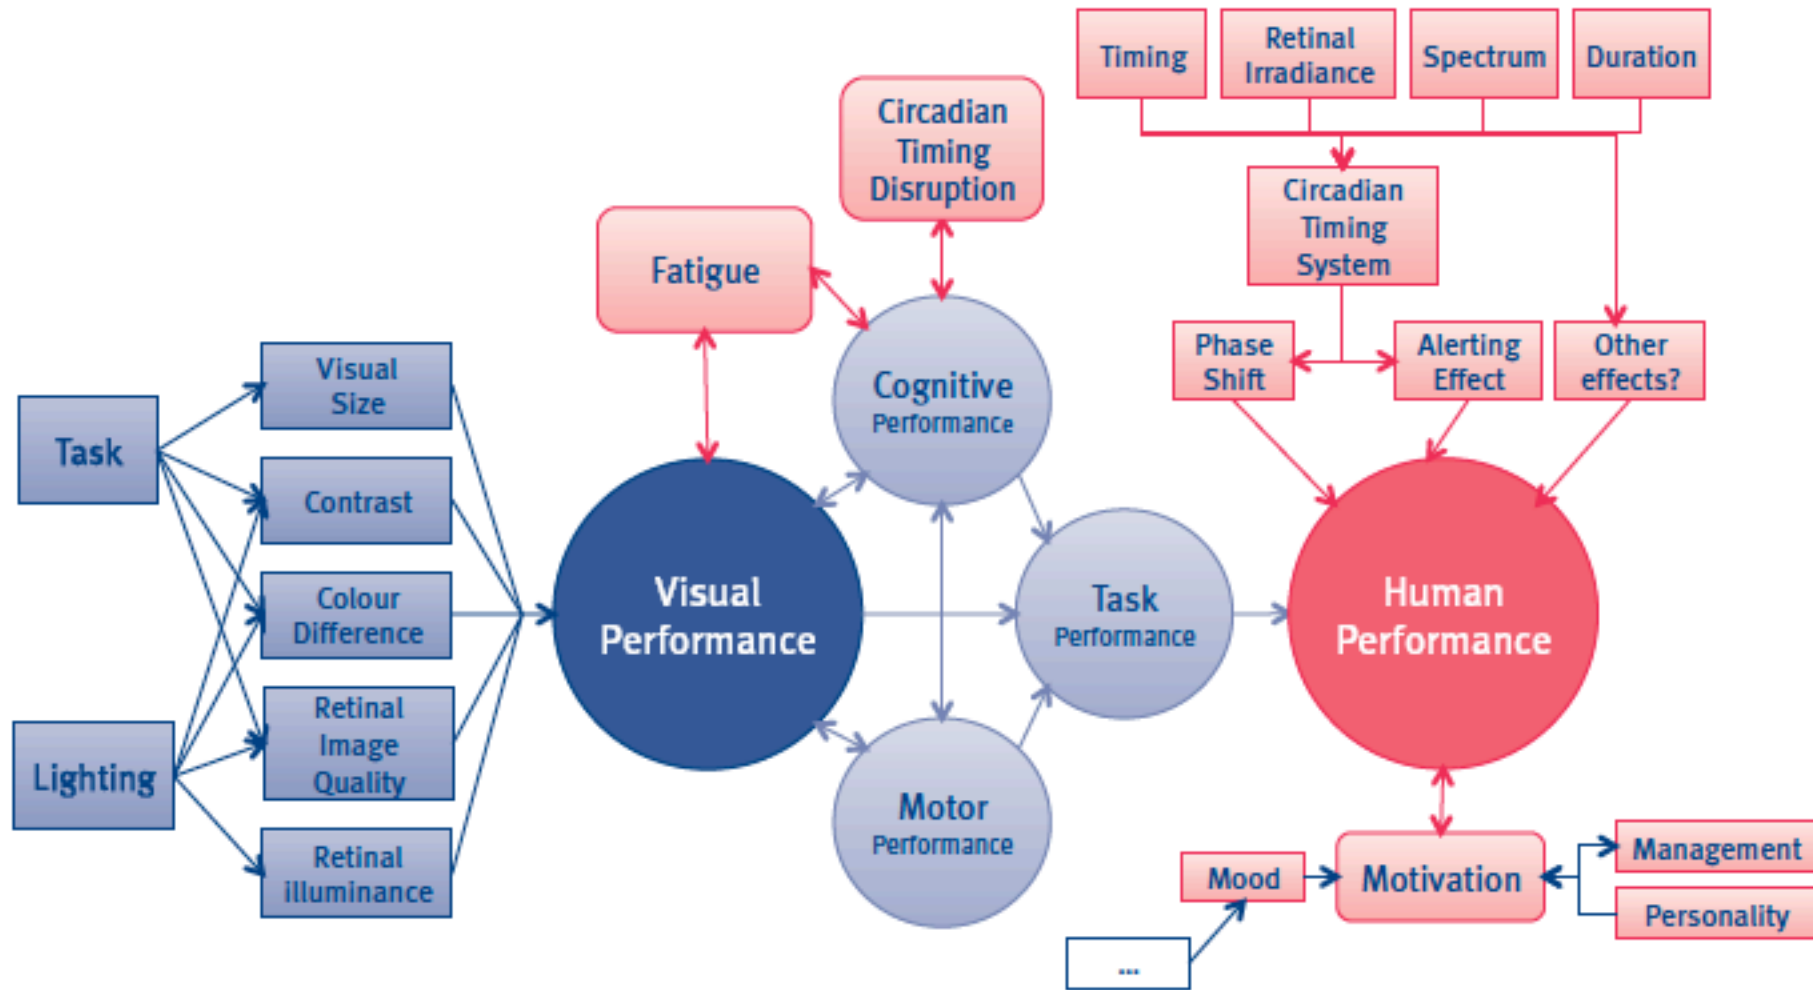 Timing
Retinal
Irradiance
Spectrum
Duration
Circadian
Timing
Disruption
Circadian
Timing
System
Fatigue
Phase
Shift
Alerting
Effect
Other
effects?
Visual
Size
Task
Contrast
Colour
Difference
Lighting
Retinal
Image
Quality
Retinal
illuminance
Visual
Performance
Cognitive
Performance
Motor
Performance
Task
Performance
Human
Performance
Mood
Motivation
Management
Personality
...